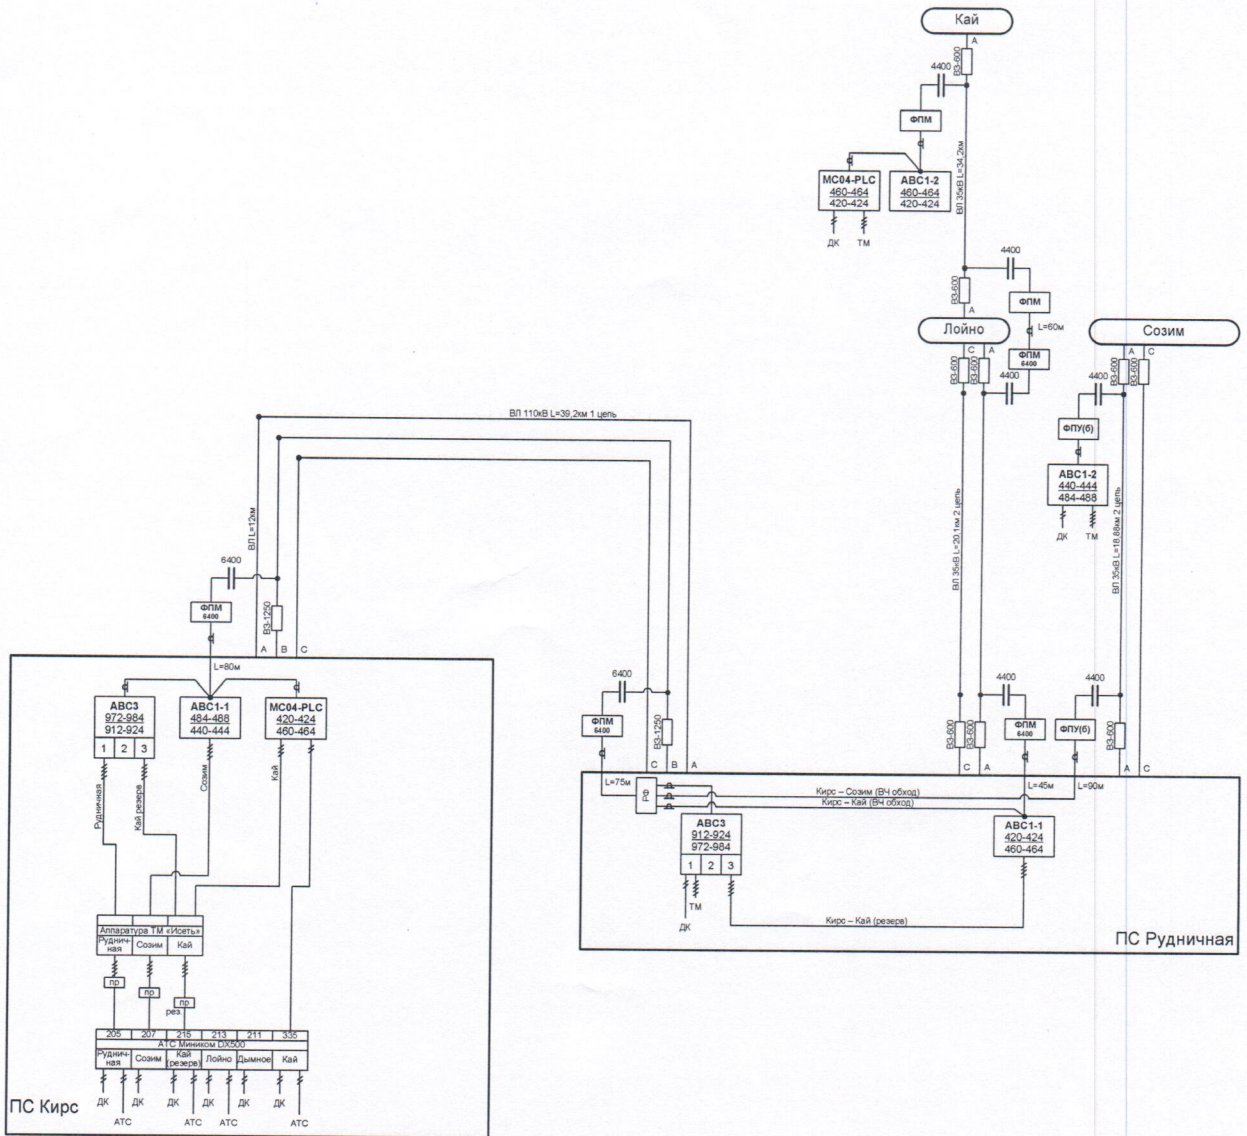 Кай
А
ВЗ-600
4400
ФПМ
МС04-PLC
460-464
420-424
АВС1-2
460-464
420-424
ДК
ТМ
ВЛ 35кВ L=34,2км
4400
ВЗ-600
ФПМ
А
L=60м
Лойно
Созим
С
А
А
С
ВЗ-600
ВЗ-600
ФПМ
6400
4400
ВЗ-600
ВЗ-600
4400
ФПУ(б)
АВС1-2
440-444
484-488
ДК
ТМ
ВЛ 110кВ L=39,2км 1 цепь
ВЛ L=12км
ВЛ 35кВ L=20,1км 2 цепь
ВЛ 35кВ L=18,88км 2 цепь
6400
ФПМ
6400
ВЗ-1250
А
В
С
L=80м
АВС3
972-984
912-924
1
2
3
АВС1-1
484-488
440-444
МС04-PLC
420-424
460-464
Рудничная
Кай резерв
Созим
Кай
Аппаратура ТМ «Исеть»
Руднич-
ная
Созим
Кай
пр
пр
пр
рез.
205
207
215
213
211
335
АТС Миником DX500
Руднич-
ная
Созим
Кай
(резерв)
Лойно
Дымное
Кай
ДК
ДК
ДК
ДК
ДК
ДК
АТС
АТС
АТС
АТС
ПС Кирс
6400
ФПМ
6400
ВЗ-1250
С
В
А
L=75м
РФ
4400
ФПМ
6400
ВЗ-600
ВЗ-600
С
А
L=45м
4400
ФПУ(б)
ВЗ-600
L=90м
А
С
Кирс – Созим (ВЧ обход)
Кирс – Кай (ВЧ обход)
АВС3
912-924
972-984
1
2
3
ТМ
ДК
АВС1-1
420-424
460-464
Кирс – Кай (резерв)
ПС Рудничная